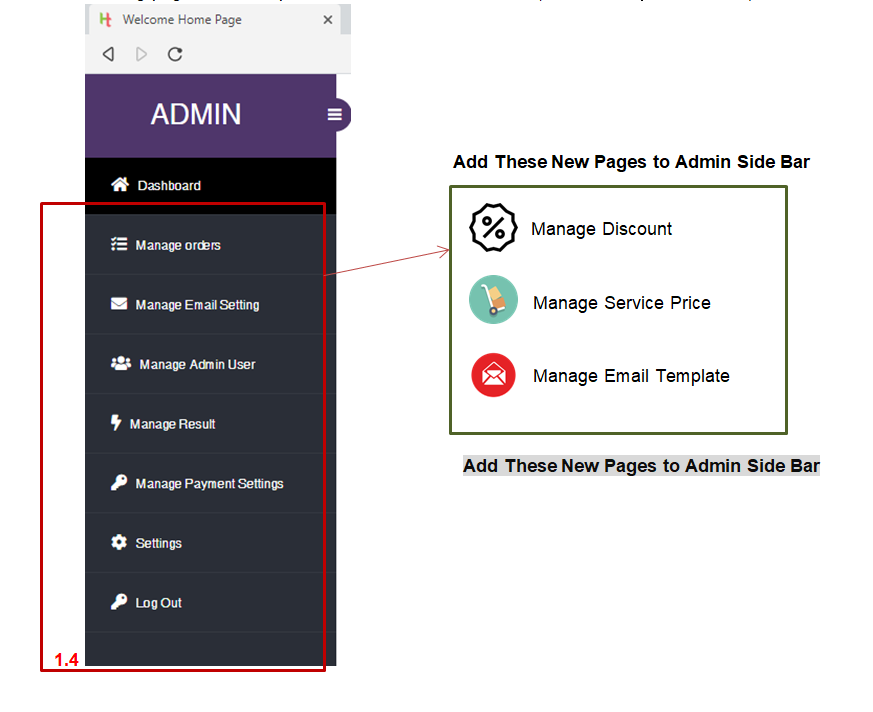 Welcome Home Page
ADMIN
Dashboard
Manage orders
Manage Email Setting
Manage Admin User
Manage Result
Manage Payment Settings
Settings
Log Out
1.4
Add These New Pages to Admin Side Bar
Manage Discount
Manage Service Price
Manage Email Template
Add These New Pages to Admin Side Bar